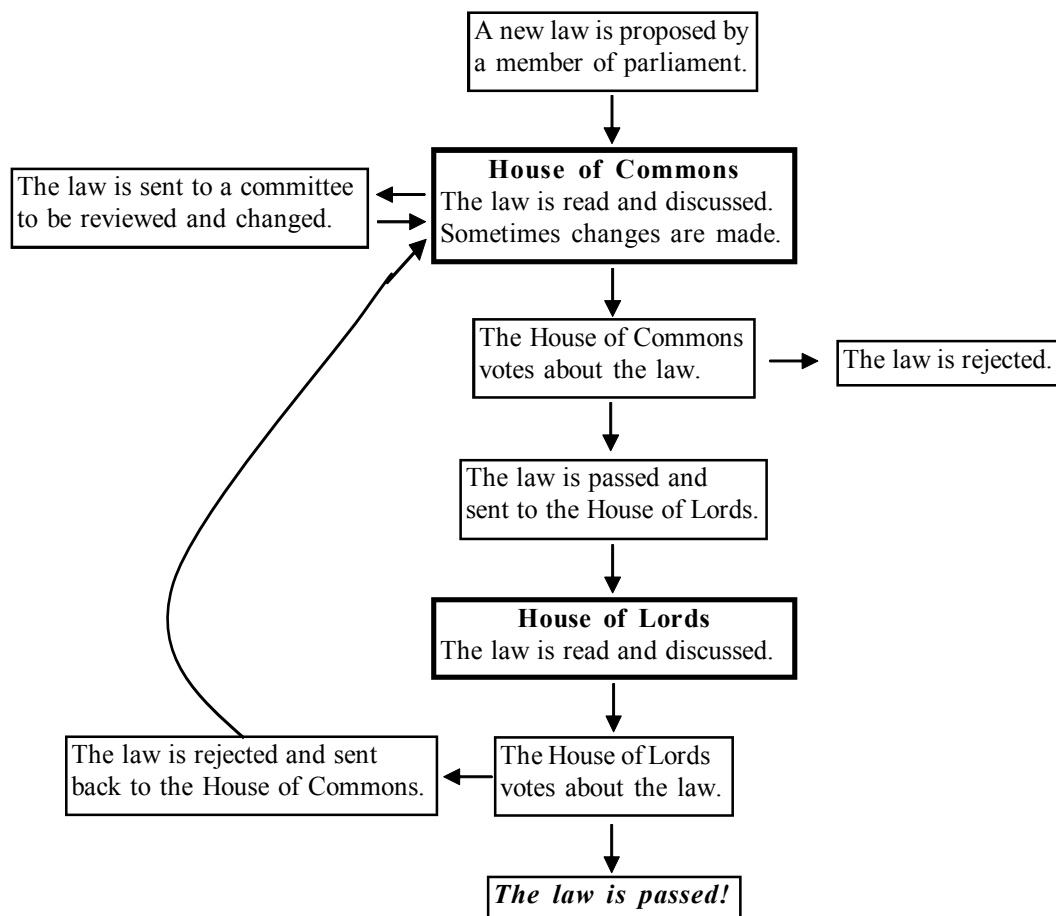 A new law is proposed by
a member of parliament.
House of Commons
The law is read and discussed.
Sometimes changes are made.
The law is sent to a committee
to be reviewed and changed.
The House of Commons
votes about the law.
The law is rejected.
The law is passed and
sent to the House of Lords.
House of Lords
The law is read and discussed.
The House of Lords
votes about the law.
The law is rejected and sent
back to the House of Commons.
The law is passed!